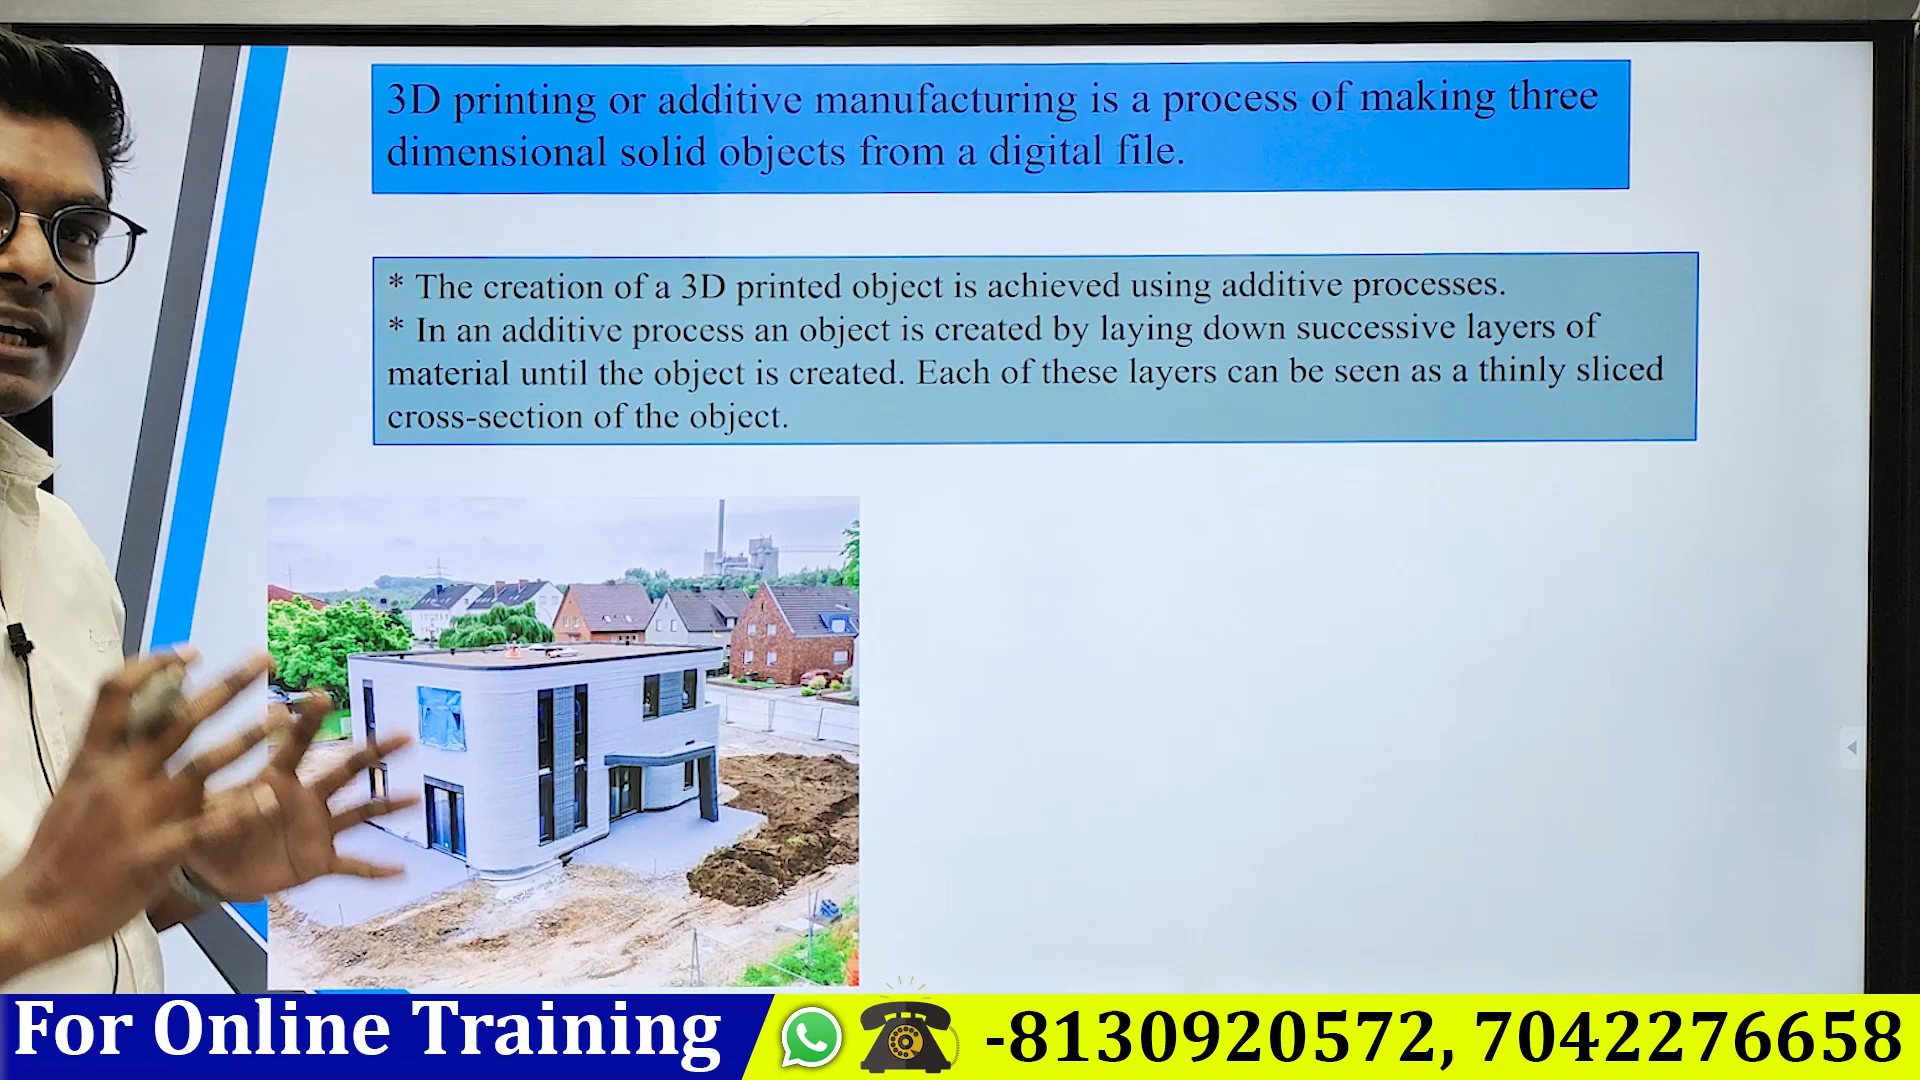 3D printing or additive manufacturing is a process of making three
dimensional solid objects from a digital file.
* The creation of a 3D printed object is achieved using additive processes.
* In an additive process an object is created by laying down successive layers of
material until the object is created. Each of these layers can be seen as a thinly sliced
cross-section of the object.
For Online Training -8130920572, 7042276658